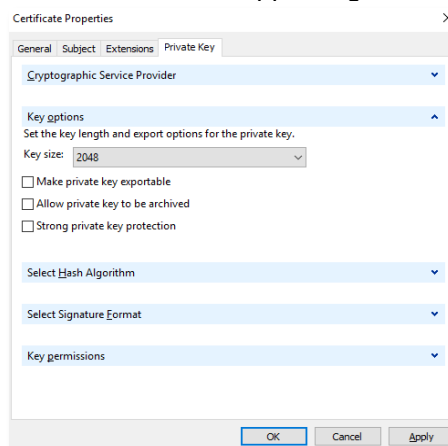 Certificate Properties
General Subject Extensions Private Key
Cryptographic Service Provider
Key options
Set the key length and export options for the private key.
Key size: 2048
Make private key exportable
Allow private key to be archived
Strong private key protection
Select Hash Algorithm
Select Signature Format
Key permissions
OK Cancel Apply